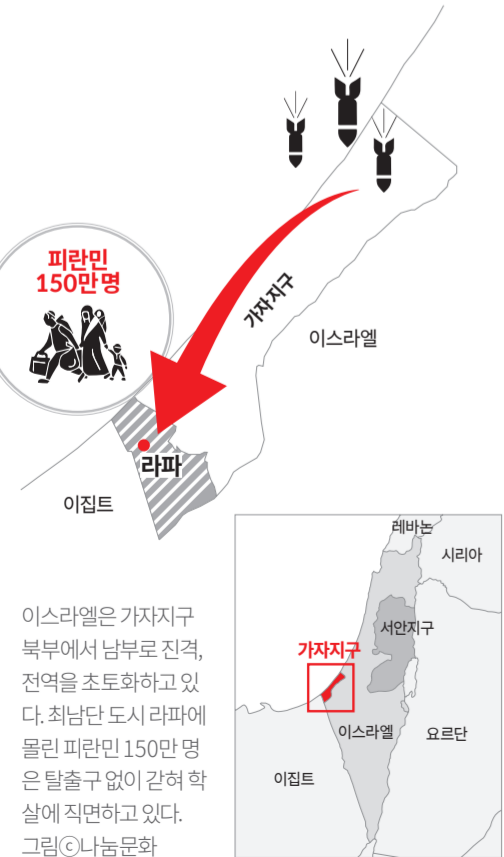 피란민
150만 명
가자지구
이스라엘
라파
이집트
레바논
시리아
서안지구
가자지구
이스라엘
요르단
이집트
이스라엘은 가자지구
북부에서 남부로 진격,
전역을 초토화하고 있
다. 최남단 도시 라파에
몰린 피란민 150만 명
은 탈출구 없이 갇혀 학
살에 직면하고 있다.
그림ⓒ나눔문화